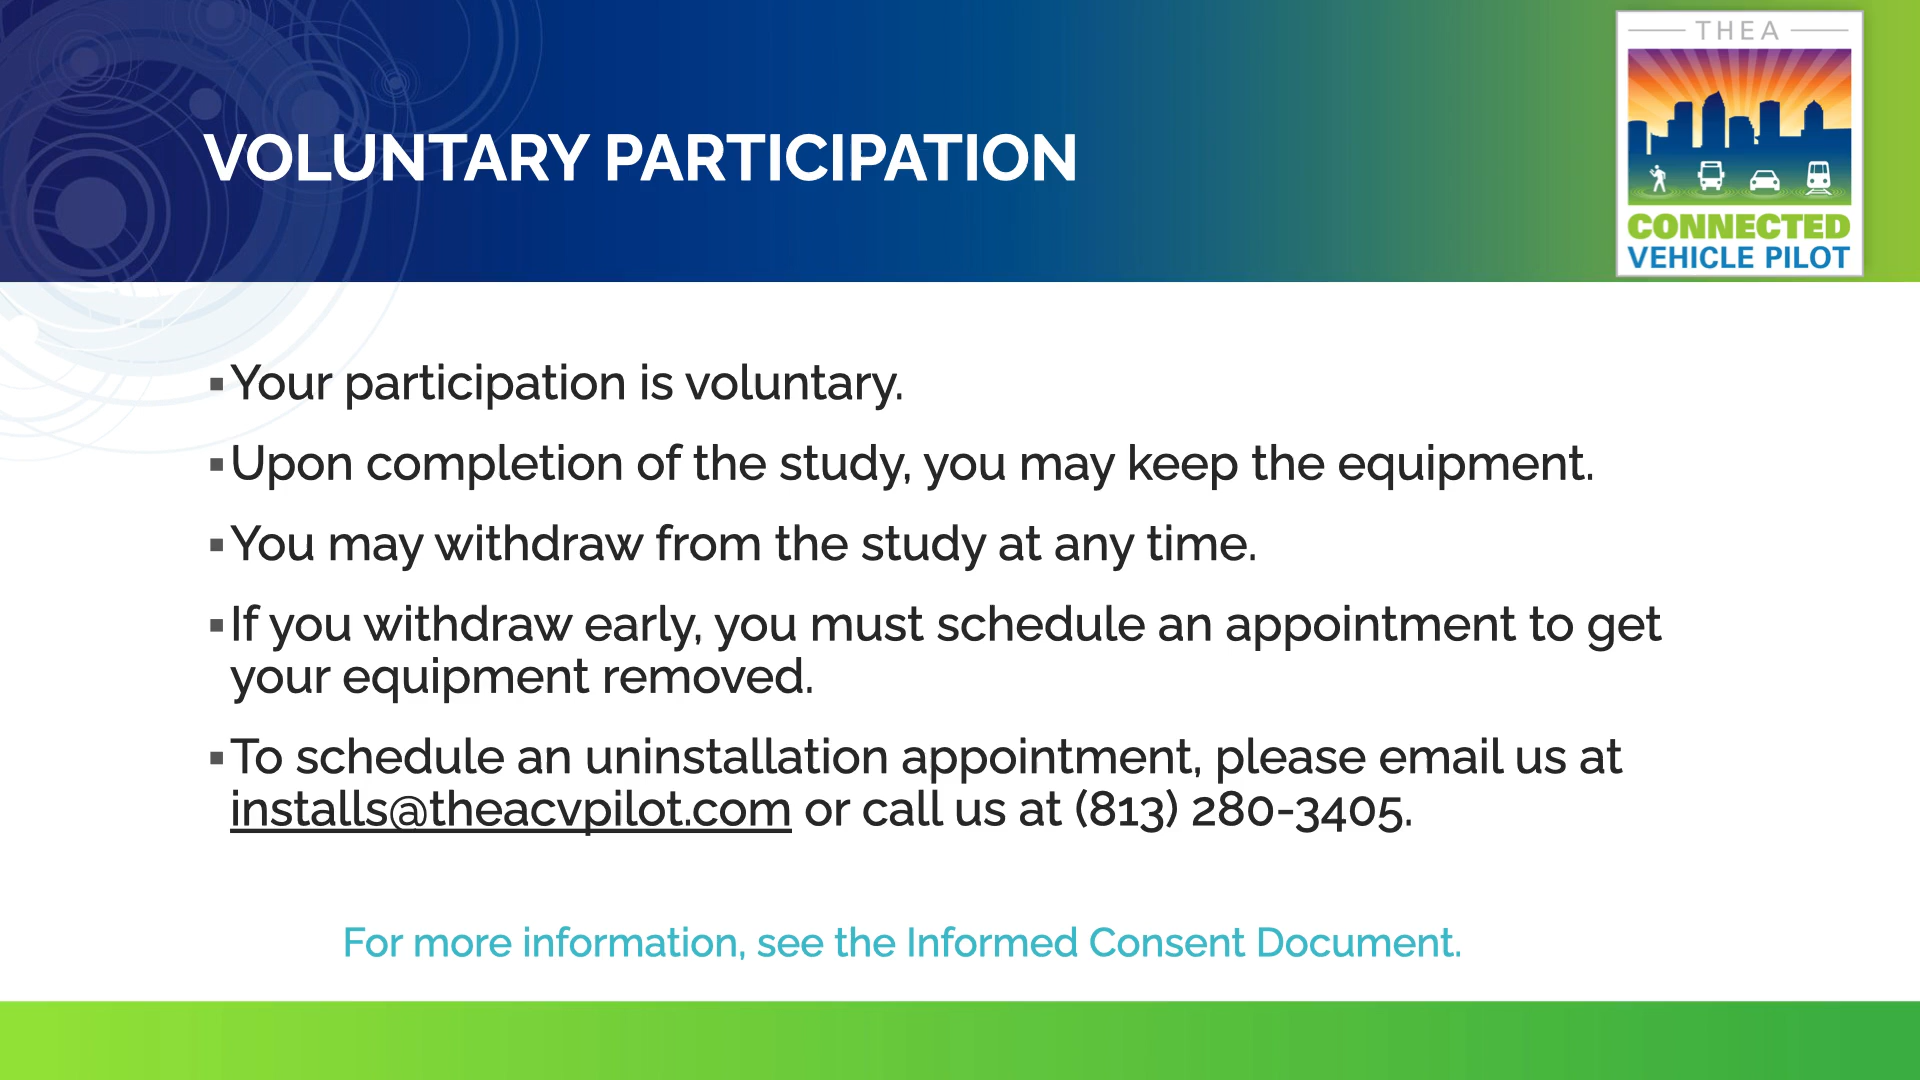 THEA
CONNECTED
VEHICLE PILOT
VOLUNTARY PARTICIPATION
▪Your participation is voluntary.
▪Upon completion of the study, you may keep the equipment.
▪You may withdraw from the study at any time.
▪If you withdraw early, you must schedule an appointment to get
your equipment removed.
▪To schedule an uninstallation appointment, please email us at
installs@theacvpilot.com or call us at (813) 280-3405.
For more information, see the Informed Consent Document.